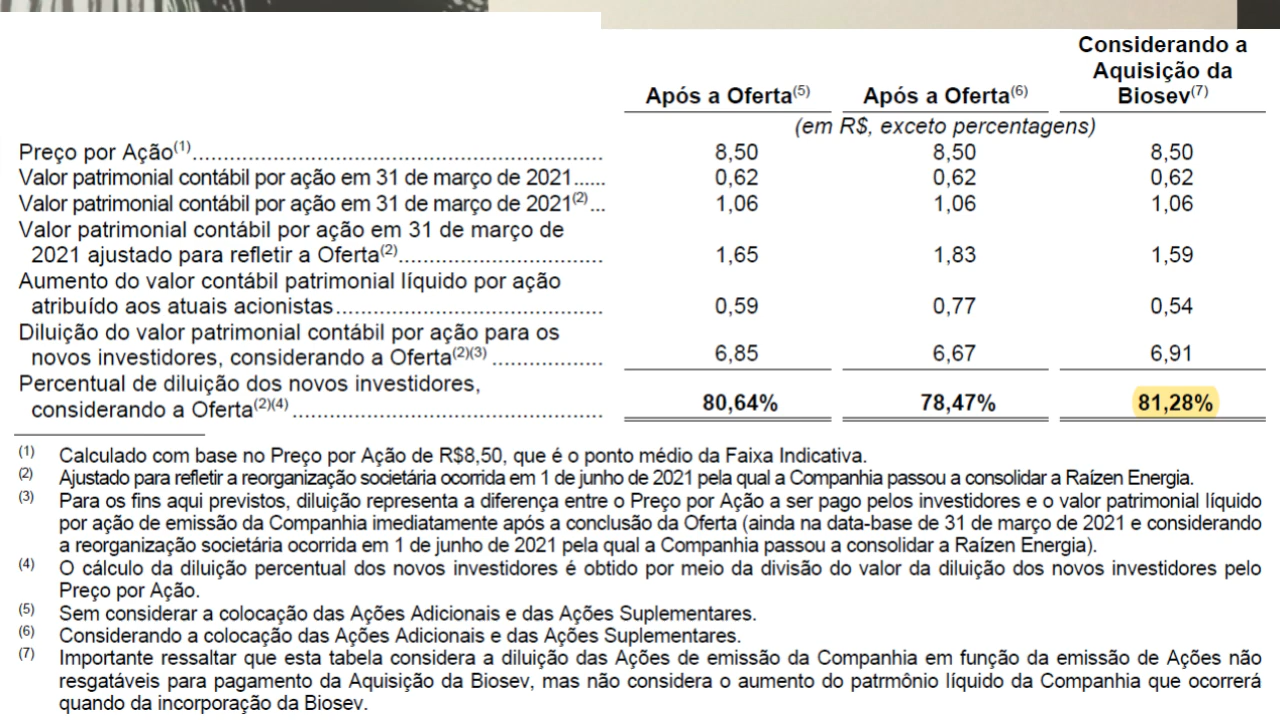 Considerando a
Aquisição da
Após a Oferta(5) Após a Oferta(6) Biosev(7)
(em R$, exceto percentagens)
Preço por Ação(1)........................................................................ 8,50 8,50 8,50
Valor patrimonial contábil por ação em 31 de março de 2021...... 0,62 0,62 0,62
Valor patrimonial contábil por ação em 31 de março de 2021(2)... 1,06 1,06 1,06
Valor patrimonial contábil por ação em 31 de março de
2021 ajustado para refletir a Oferta(2)................................. 1,65 1,83 1,59
Aumento do valor contábil patrimonial líquido por ação
atribuído aos atuais acionistas........................................... 0,59 0,77 0,54
Diluição do valor patrimonial contábil por ação para os
novos investidores, considerando a Oferta(2)(3) .................. 6,85 6,67 6,91
Percentual de diluição dos novos investidores,
considerando a Oferta(2)(4) .................................................. 80,64% 78,47% 81,28%
(1) Calculado com base no Preço por Ação de R$8,50, que é o ponto médio da Faixa Indicativa.
(2) Ajustado para refletir a reorganização societária ocorrida em 1 de junho de 2021 pela qual a Companhia passou a consolidar a Raízen Energia.
(3) Para os fins aqui previstos, diluição representa a diferença entre o Preço por Ação a ser pago pelos investidores e o valor patrimonial líquido
por ação de emissão da Companhia imediatamente após a conclusão da Oferta (ainda na data-base de 31 de março de 2021 e considerando
a reorganização societária ocorrida em 1 de junho de 2021 pela qual a Companhia passou a consolidar a Raízen Energia).
(4) O cálculo da diluição percentual dos novos investidores é obtido por meio da divisão do valor da diluição dos novos investidores pelo
Preço por Ação.
(5) Sem considerar a colocação das Ações Adicionais e das Ações Suplementares.
(6) Considerando a colocação das Ações Adicionais e das Ações Suplementares.
(7) Importante ressaltar que esta tabela considera a diluição das Ações de emissão da Companhia em função da emissão de Ações não
resgatáveis para pagamento da Aquisição da Biosev, mas não considera o aumento do patrmônio líquido da Companhia que ocorrerá
quando da incorporação da Biosev.